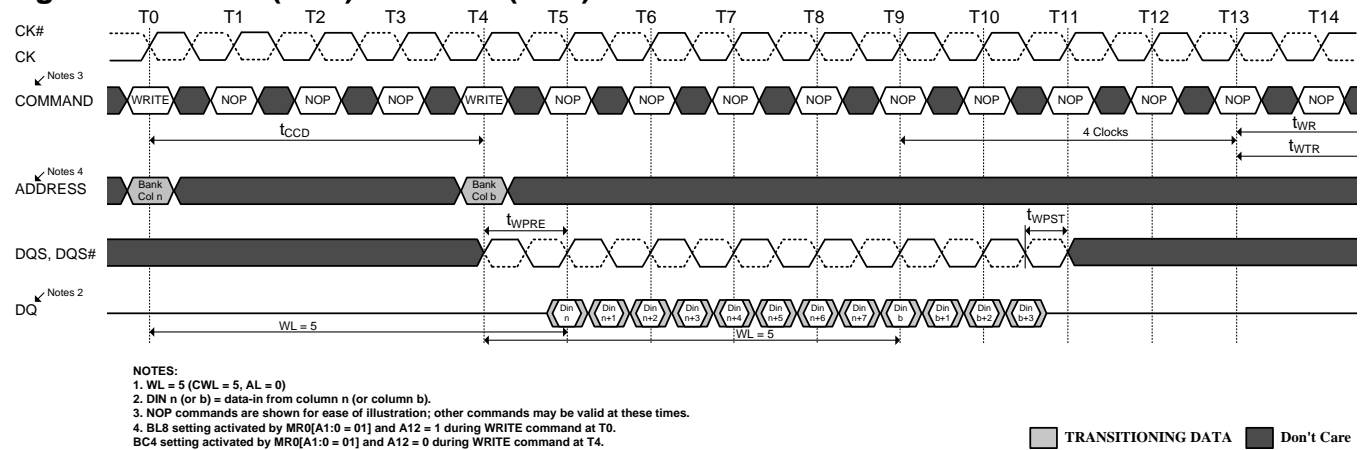 T0 T1 T2 T3 T4 T5 T6 T7 T8 T9 T10 T11 T12 T13 T14
CK#
CK
Notes 3
COMMAND WRITE NOP NOP NOP WRITE NOP NOP NOP NOP NOP NOP NOP NOP NOP NOP
tCCD 4 Clocks tWR
tWTR
Notes 4
ADDRESS Bank Col n Bank Col b
tWPRE tWPST
DQS, DQS#
Notes 2
DQ Din n Din n+1 Din n+2 Din n+3 Din n+4 Din n+5 Din n+6 Din n+7 Din b Din b+1 Din b+2 Din b+3
WL = 5 WL = 5
NOTES:
1. WL = 5 (CWL = 5, AL = 0)
2. DIN n (or b) = data-in from column n (or column b).
3. NOP commands are shown for ease of illustration; other commands may be valid at these times.
4. BL8 setting activated by MR0[A1:0 = 01] and A12 = 1 during WRITE command at T0.
BC4 setting activated by MR0[A1:0 = 01] and A12 = 0 during WRITE command at T4.
TRANSITIONING DATA Don't Care